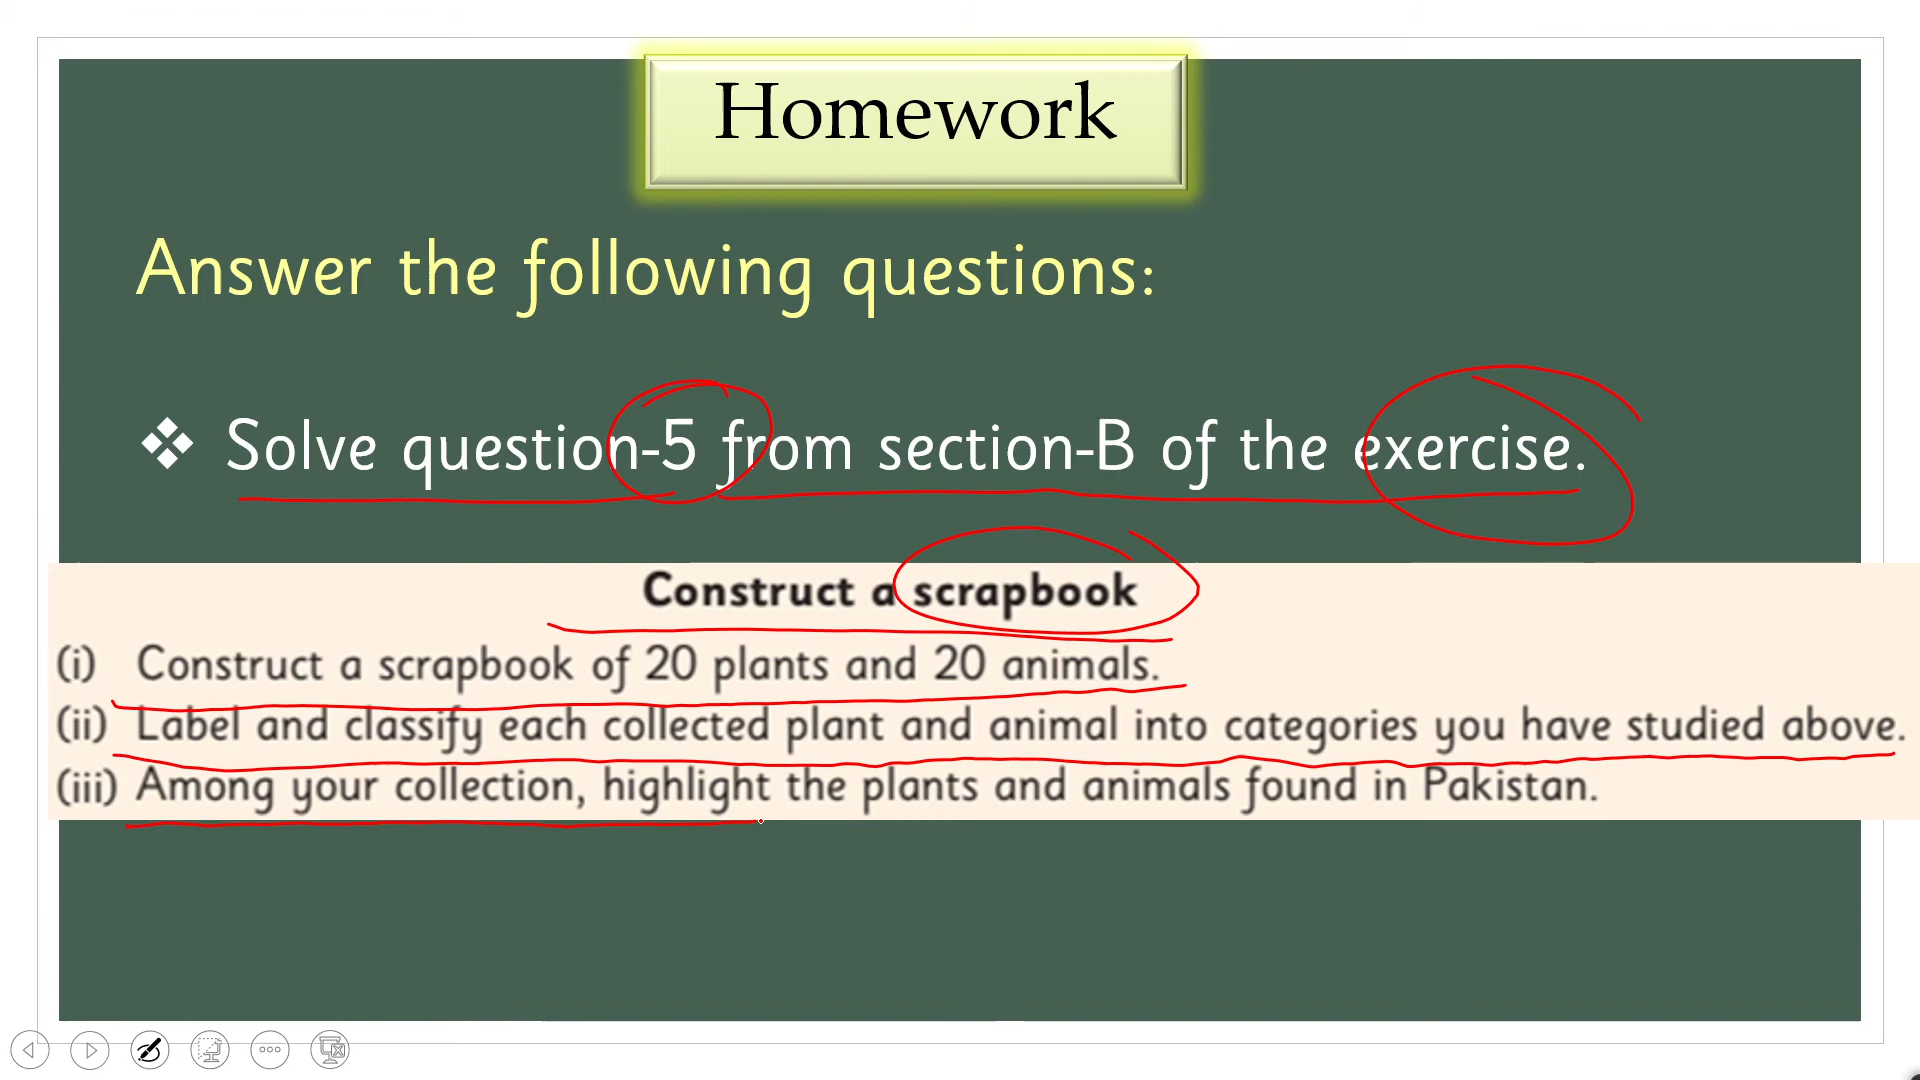 Homework
Answer the following questions:
❖ Solve question-5 from section-B of the exercise.
Construct a scrapbook
(i) Construct a scrapbook of 20 plants and 20 animals.
(ii) Label and classify each collected plant and animal into categories you have studied above.
(iii) Among your collection, highlight the plants and animals found in Pakistan.